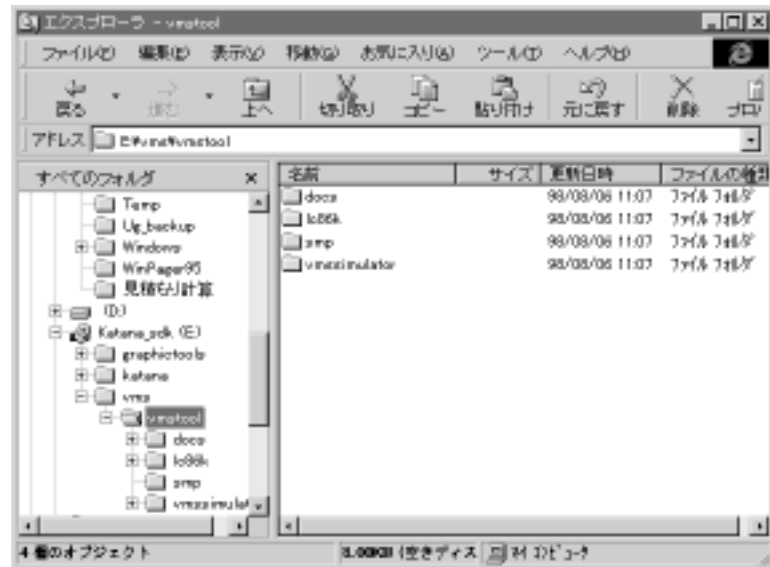 エクスプローラ - vmstool
ファイル(F) 編集(E) 表示(V) 移動(G) お気に入り(A) ツール(T) ヘルプ(H)
戻る 進む 上へ 切り取り コピー 貼り付け 元に戻す 削除 プロパ
アドレス E:¥vms¥vmstool
すべてのフォルダ ×
名前 サイズ 更新日時 ファイルの種類
Temp
Ug_backup
Windows
WinPager95
見積もり計算
(D:)
Katana_sdk (E:)
graphictools
katana
vms
vmstool
docs
lc86k
smp
vmssimulat
docs 98/08/06 11:07 ファイル フォルダ
lc86k 98/08/06 11:07 ファイル フォルダ
smp 98/08/06 11:07 ファイル フォルダ
vmssimulator 98/08/06 11:07 ファイル フォルダ
4 個のオブジェクト
(空きディス マイ コンピュータ